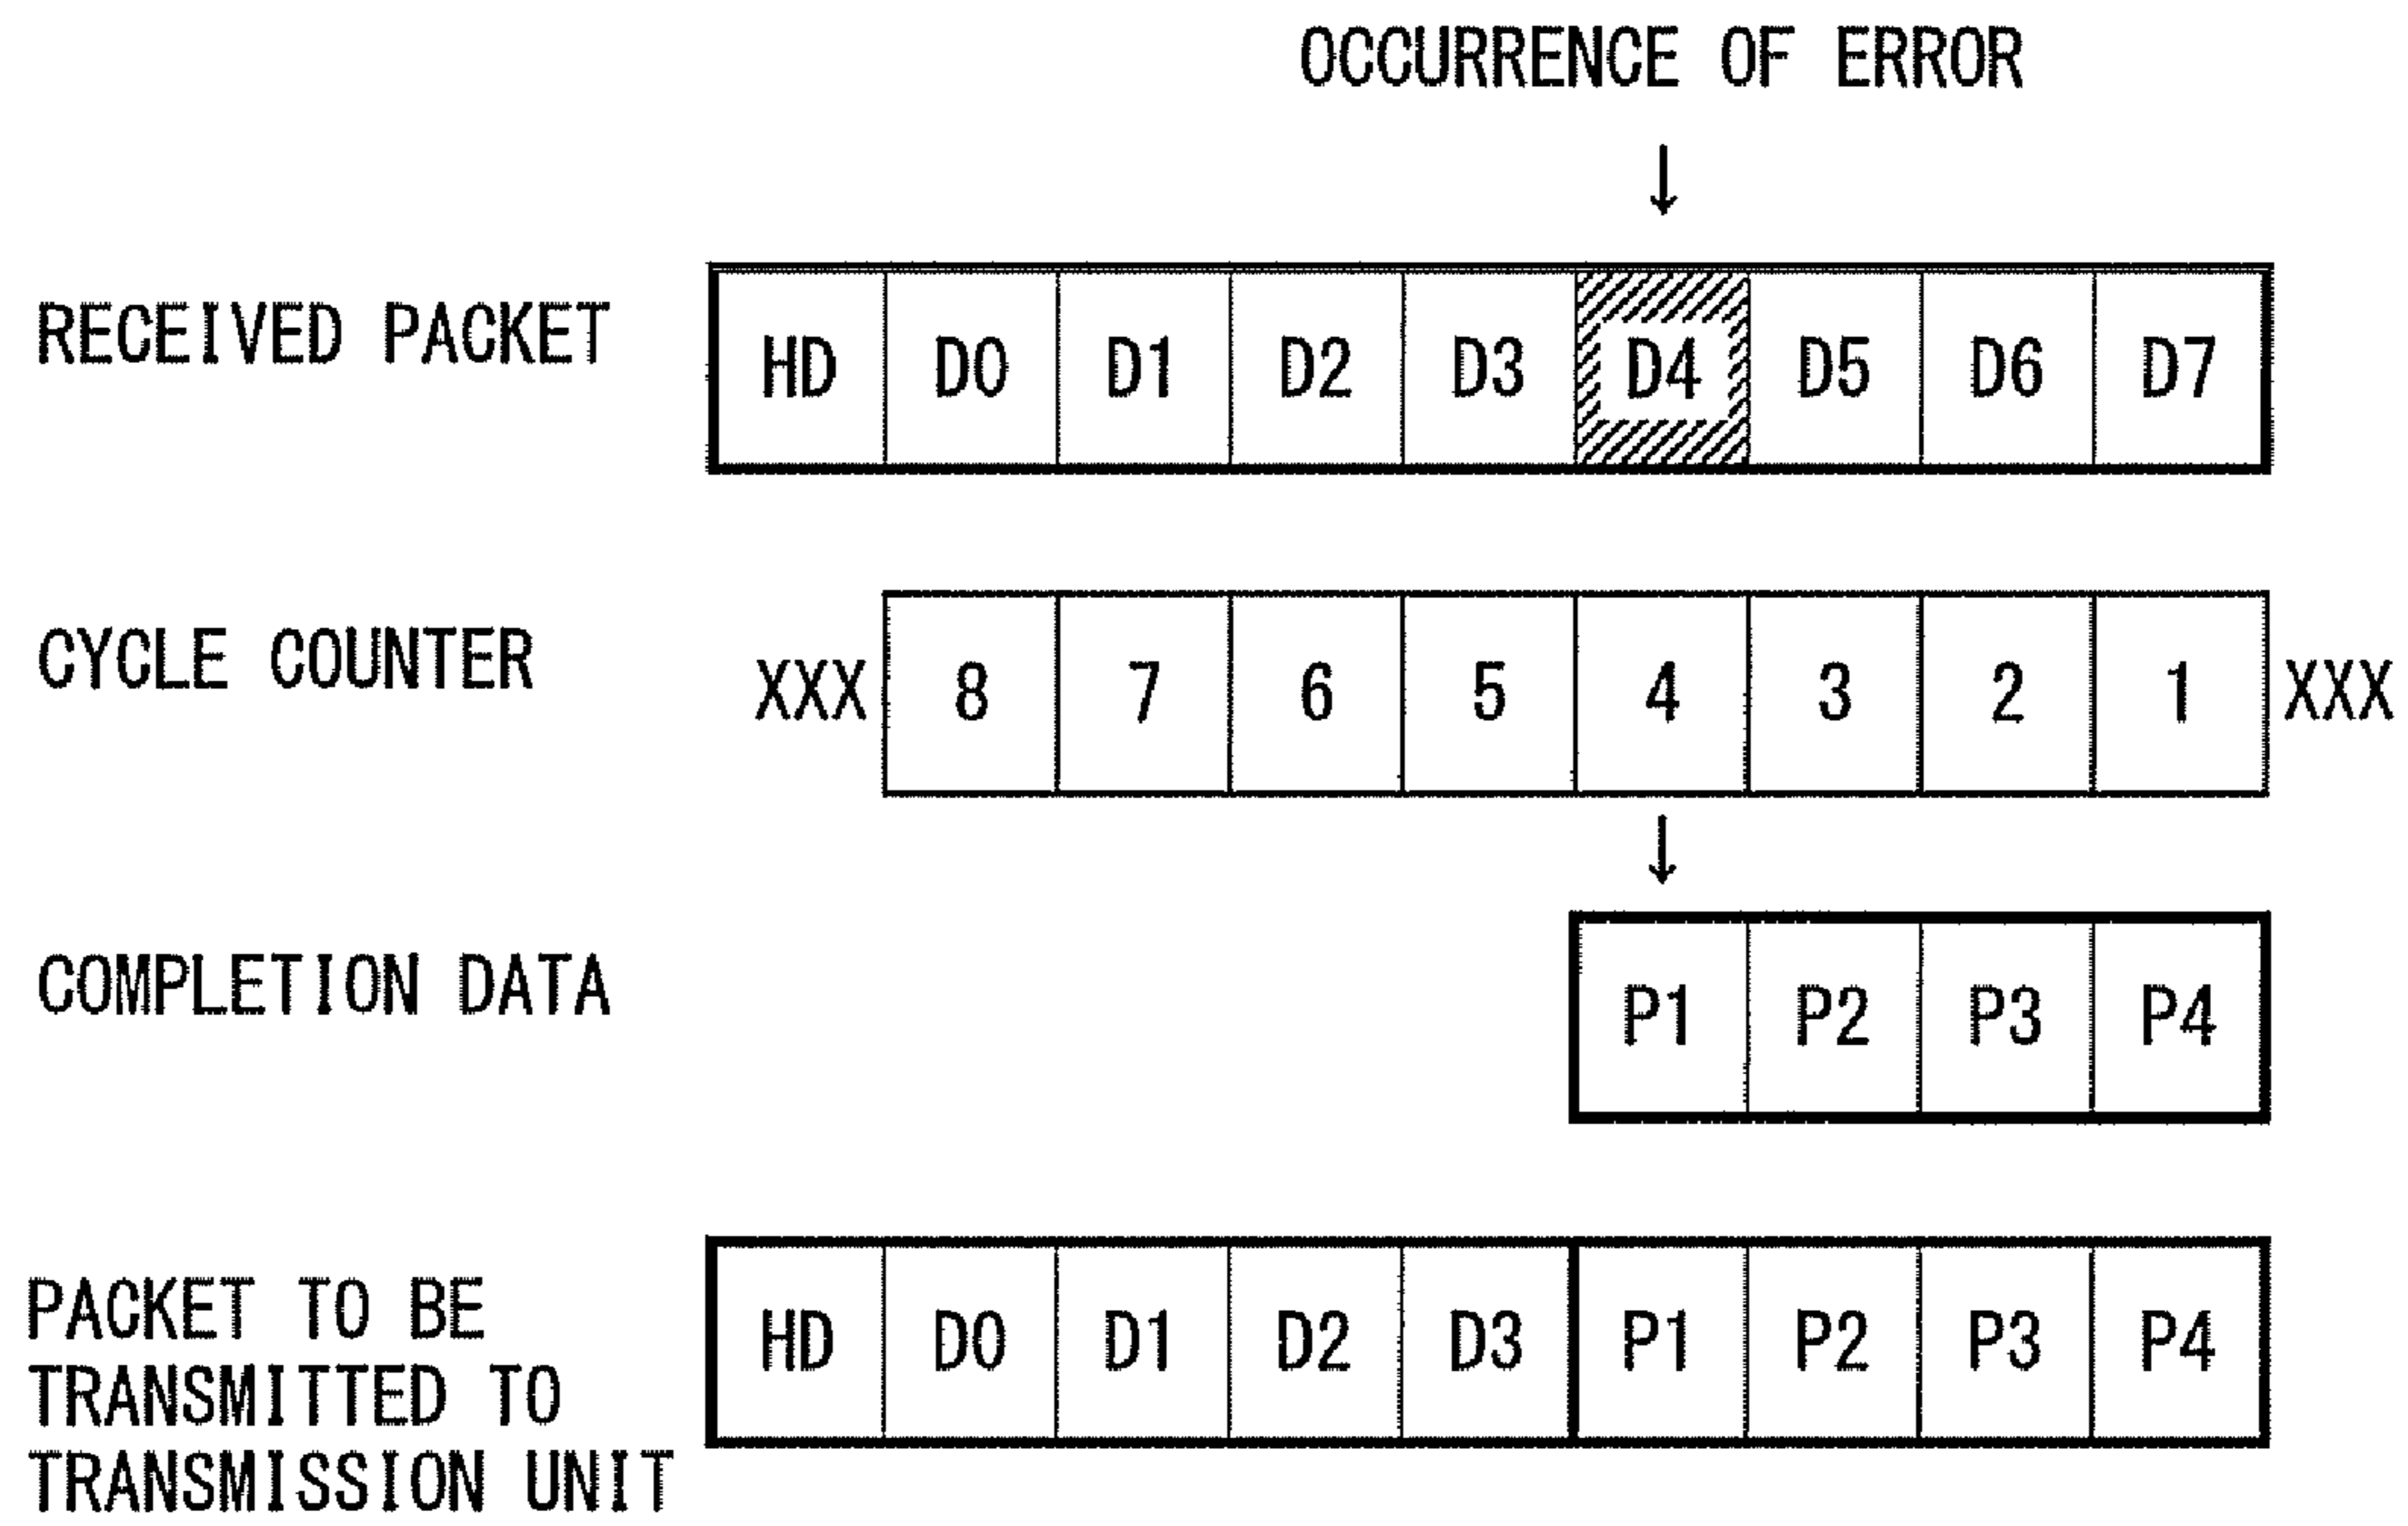 OCCURRENCE OF ERROR
↓
RECEIVED PACKET HD D0 D1 D2 D3 D4 D5 D6 D7
CYCLE COUNTER XXX 8 7 6 5 4 3 2 1 XXX
↓
COMPLETION DATA P1 P2 P3 P4
PACKET TO BE
TRANSMITTED TO
TRANSMISSION UNIT
HD D0 D1 D2 D3 P1 P2 P3 P4